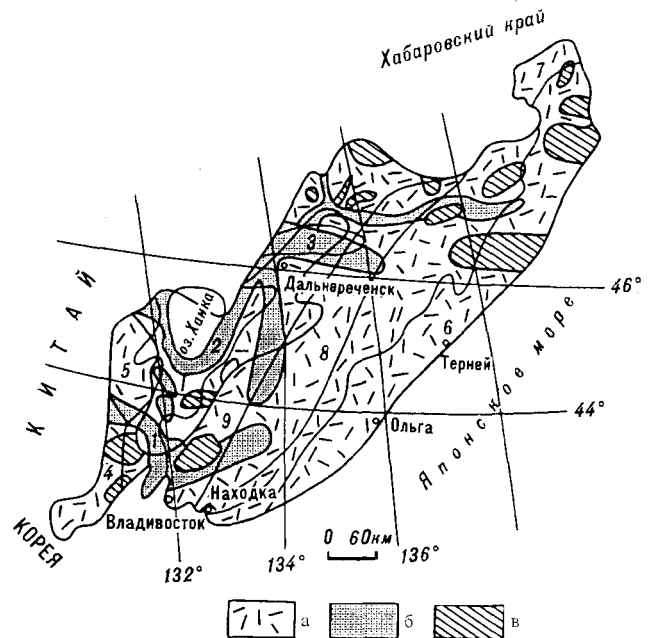 Хабаровский край
7
3
46°
Дальнереченск
КИТАЙ
оз. Ханка
2
5
8
6
Терней
Японское море
44°
9
Ольга
4
Находка
Владивосток
КОРЕЯ
0 60км
132°
134°
136°
а б в